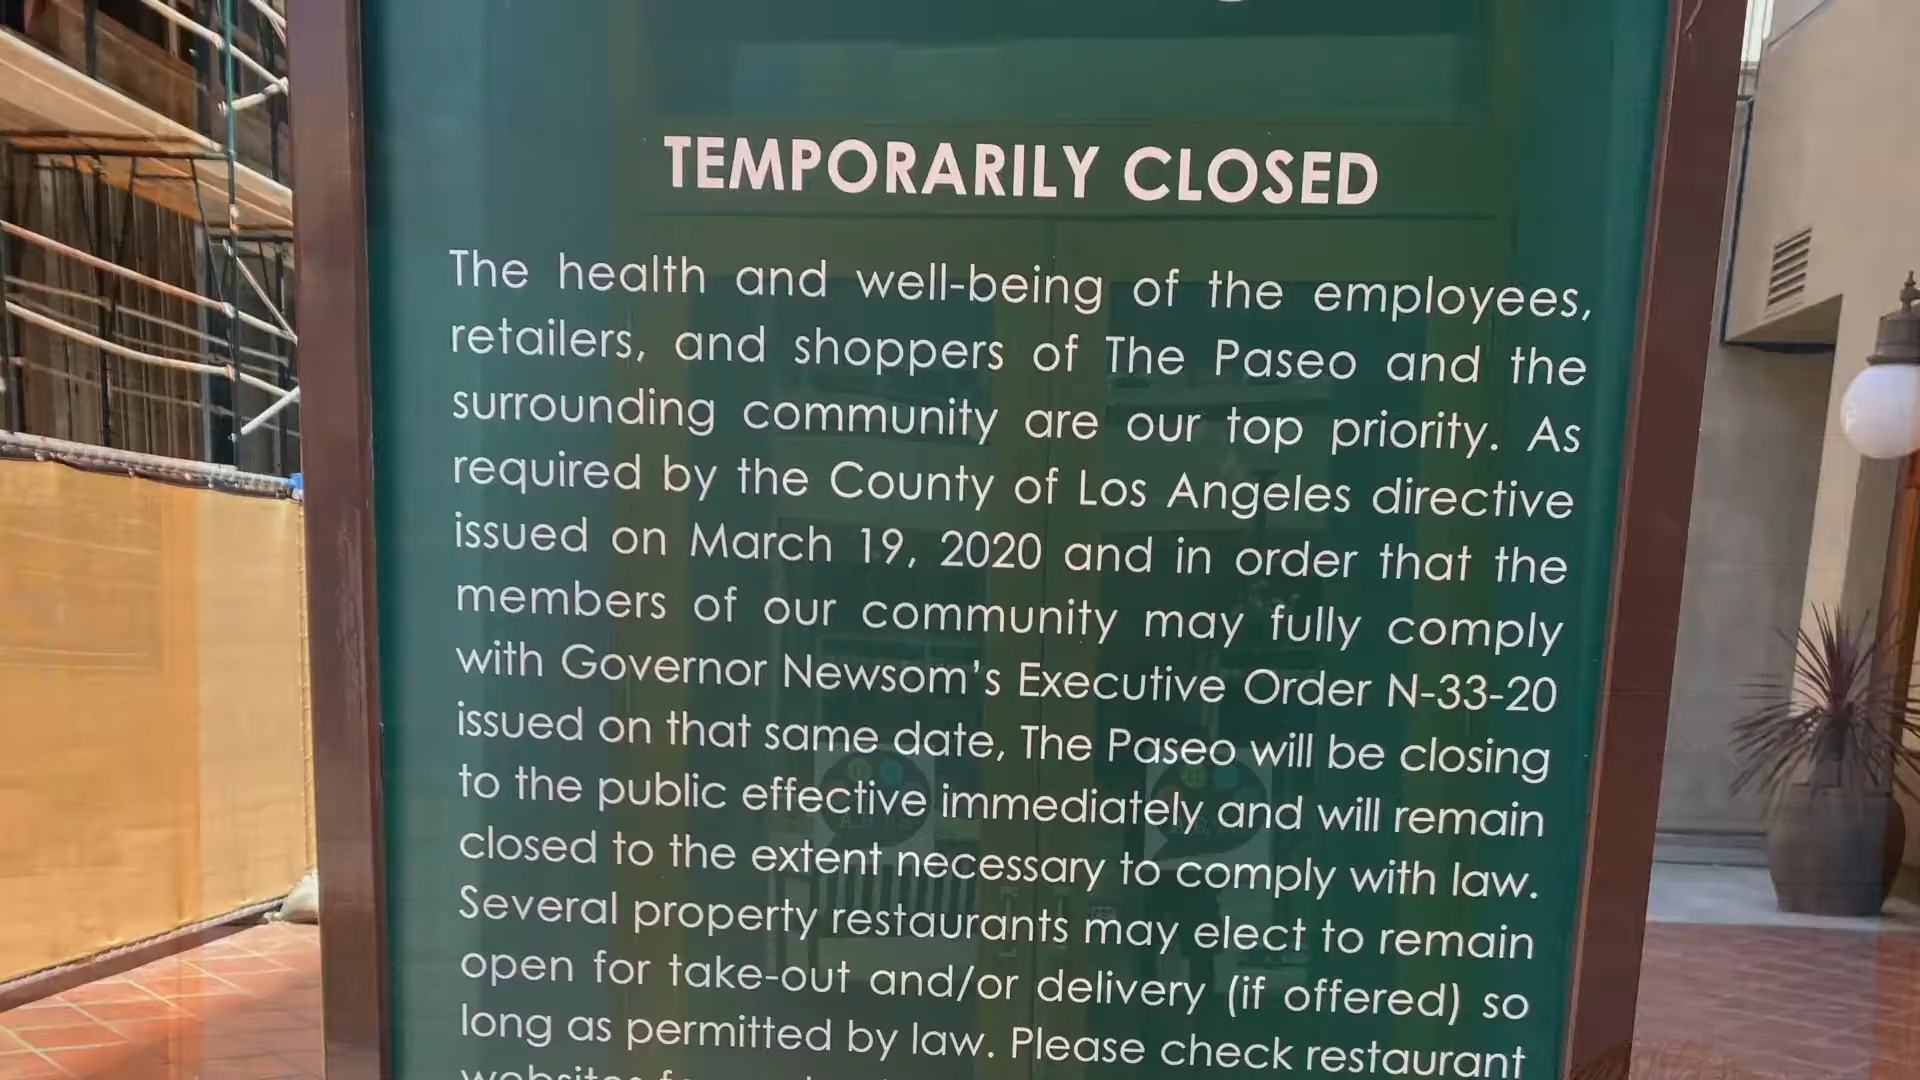 TEMPORARILY CLOSED
The health and well-being of the employees,
retailers, and shoppers of The Paseo and the
surrounding community are our top priority. As
required by the County of Los Angeles directive
issued on March 19, 2020 and in order that the
members of our community may fully comply
with Governor Newsom's Executive Order N-33-20
issued on that same date, The Paseo will be closing
to the public effective immediately and will remain
closed to the extent necessary to comply with law.
Several property restaurants may elect to remain
open for take-out and/or delivery (if offered) so
long as permitted by law. Please check restaurant